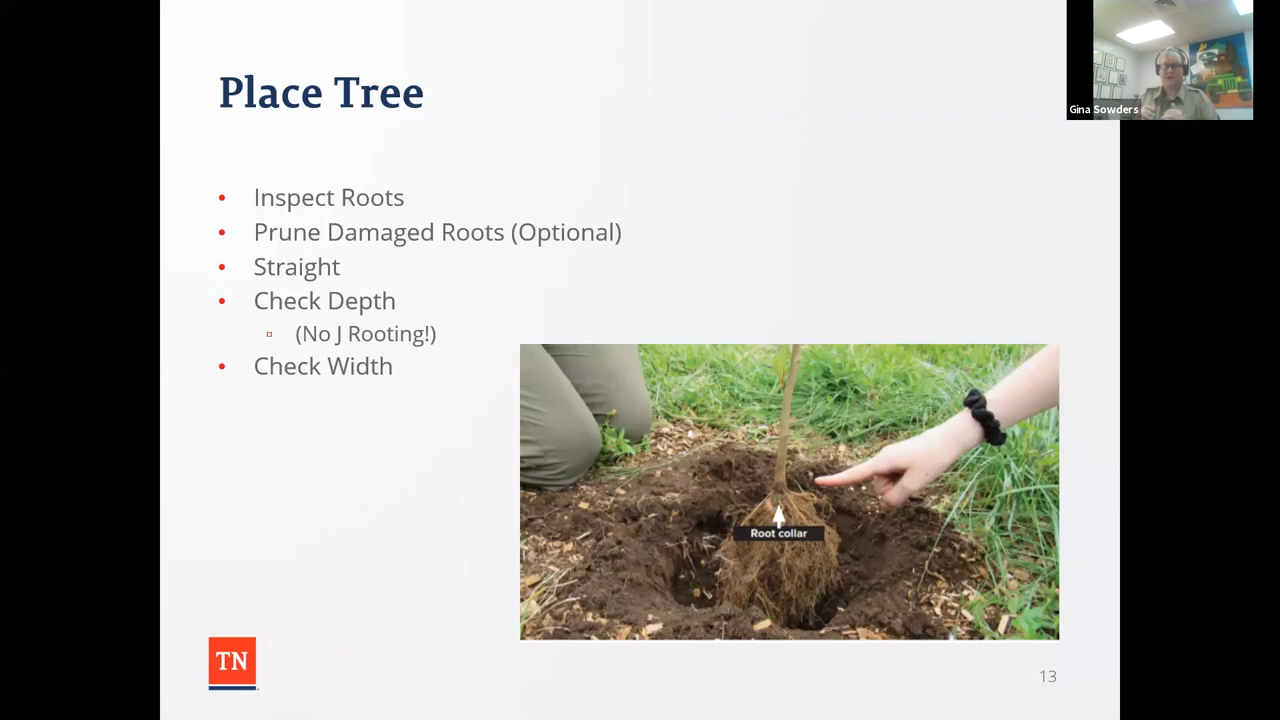 Place Tree
Gina Sowders
• Inspect Roots
• Prune Damaged Roots (Optional)
• Straight
• Check Depth
▫ (No J Rooting!)
• Check Width
Root collar
TN
13